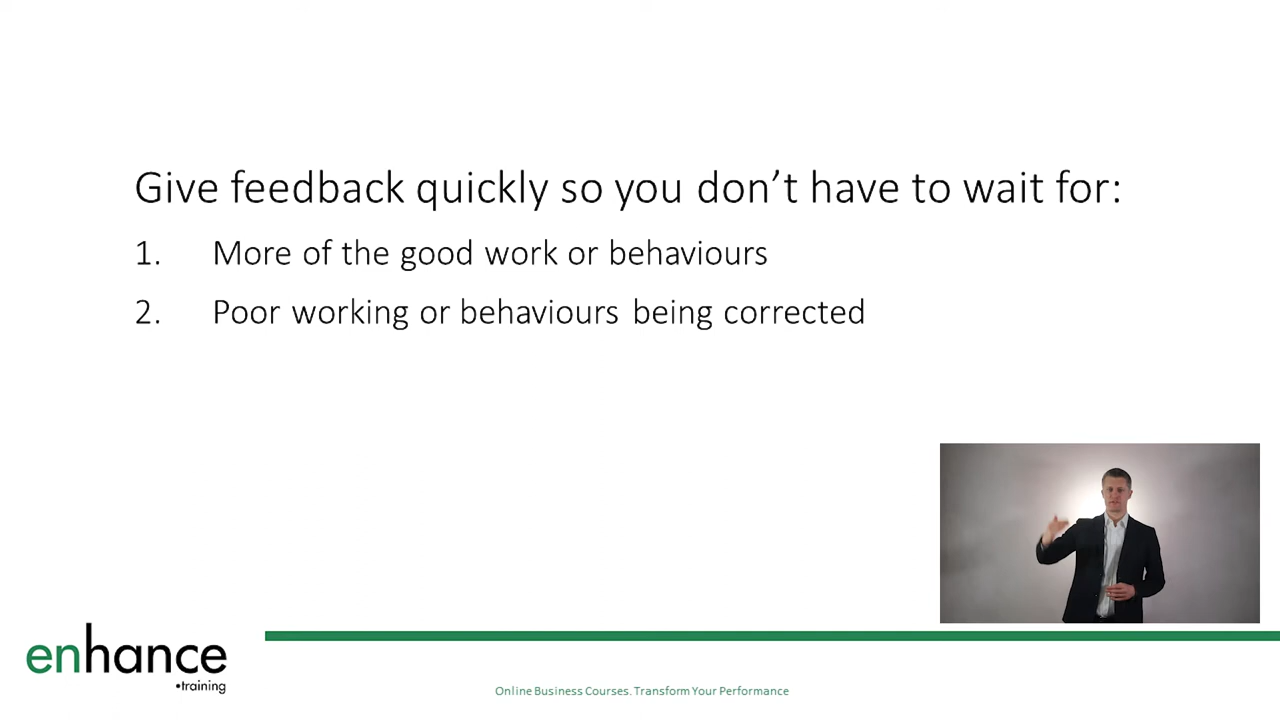 Give feedback quickly so you don’t have to wait for:
1. More of the good work or behaviours
2. Poor working or behaviours being corrected
enhance
•training
Online Business Courses. Transform Your Performance